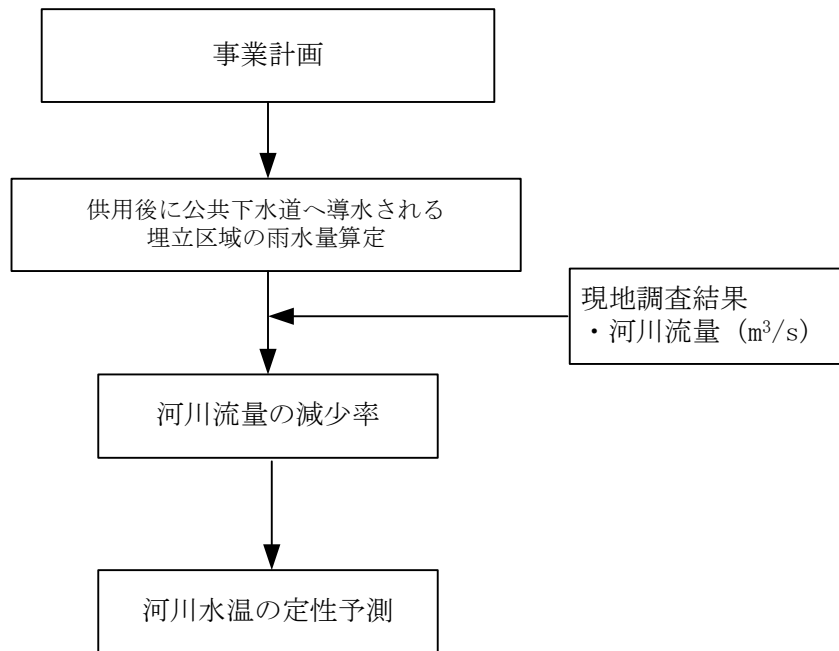 事業計画
供用後に公共下水道へ導水される
埋立区域の雨水量算定
現地調査結果
・河川流量 (m³/s)
河川流量の減少率
河川水温の定性予測